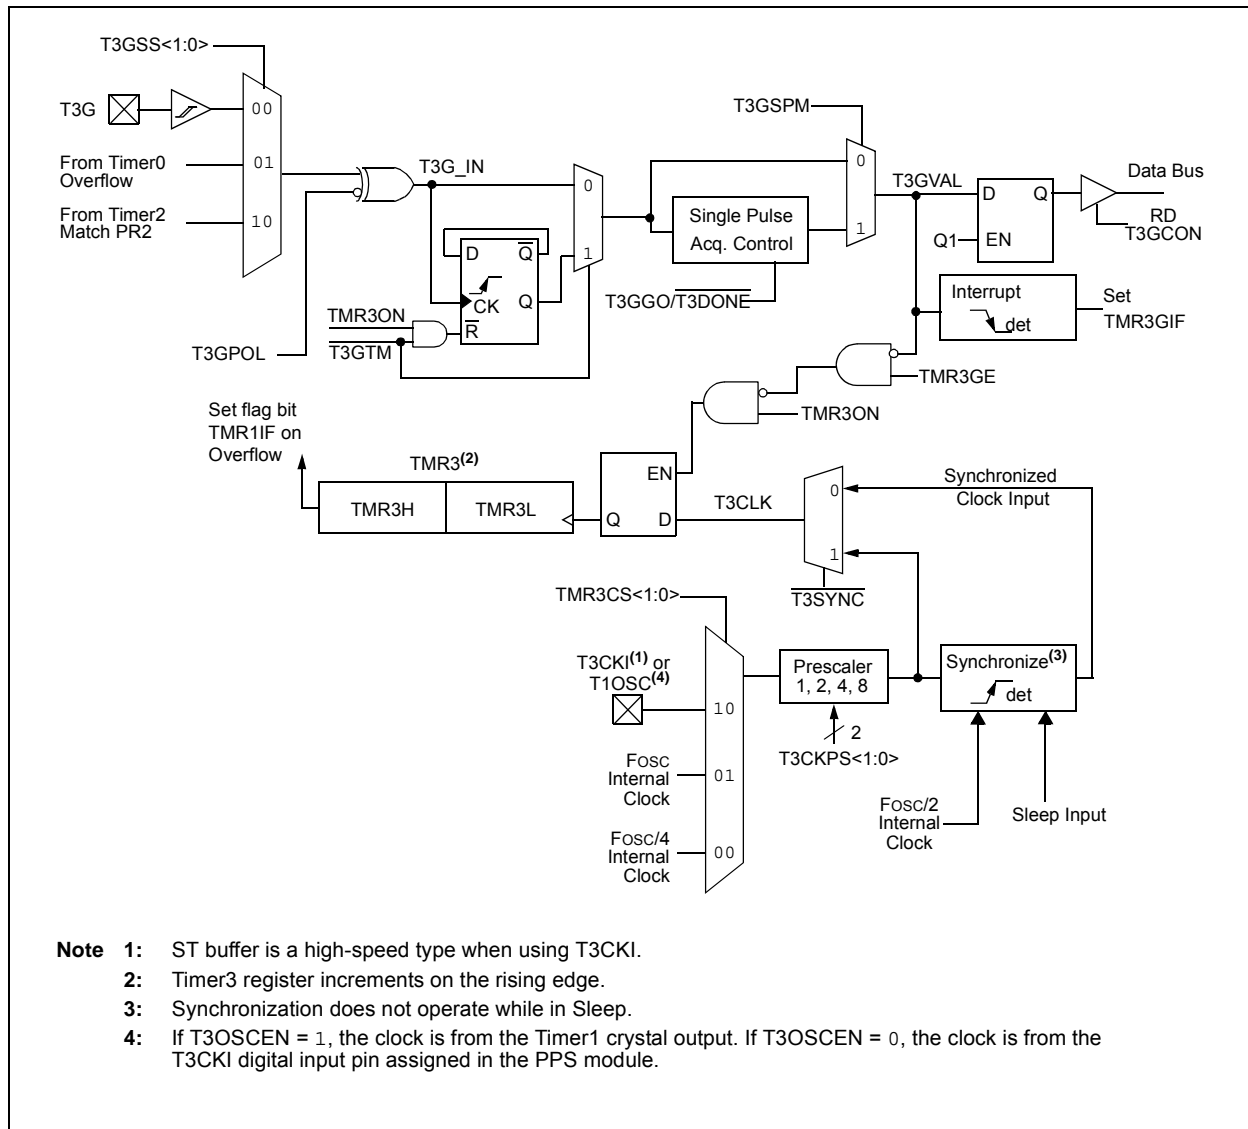 T3GSS<1:0>
T3G
00
T3GSPM
From Timer0
Overflow
01
T3G_IN
0
0
T3GVAL
D
Q
Data Bus
From Timer2
Match PR2
10
D
Q
1
Single Pulse
Acq. Control
1
Q1
EN
RD
T3GCON
CK
Q
T3GGO/T3DONE
Interrupt
det
Set
TMR3GIF
TMR3ON
R
T3GTM
T3GPOL
TMR3GE
TMR3ON
Set flag bit
TMR1IF on
Overflow
TMR3(2)
TMR3H
TMR3L
EN
Q
D
T3CLK
0
1
Synchronized
Clock Input
T3SYNC
TMR3CS<1:0>
T3CKI(1) or
T1OSC(4)
10
Prescaler
1, 2, 4, 8
Synchronize(3)
det
2
T3CKPS<1:0>
FOSC
Internal
Clock
01
FOSC/2
Internal
Clock
Sleep Input
FOSC/4
Internal
Clock
00
Note 1: ST buffer is a high-speed type when using T3CKI.
2: Timer3 register increments on the rising edge.
3: Synchronization does not operate while in Sleep.
4: If T3OSCEN = 1, the clock is from the Timer1 crystal output. If T3OSCEN = 0, the clock is from the
T3CKI digital input pin assigned in the PPS module.